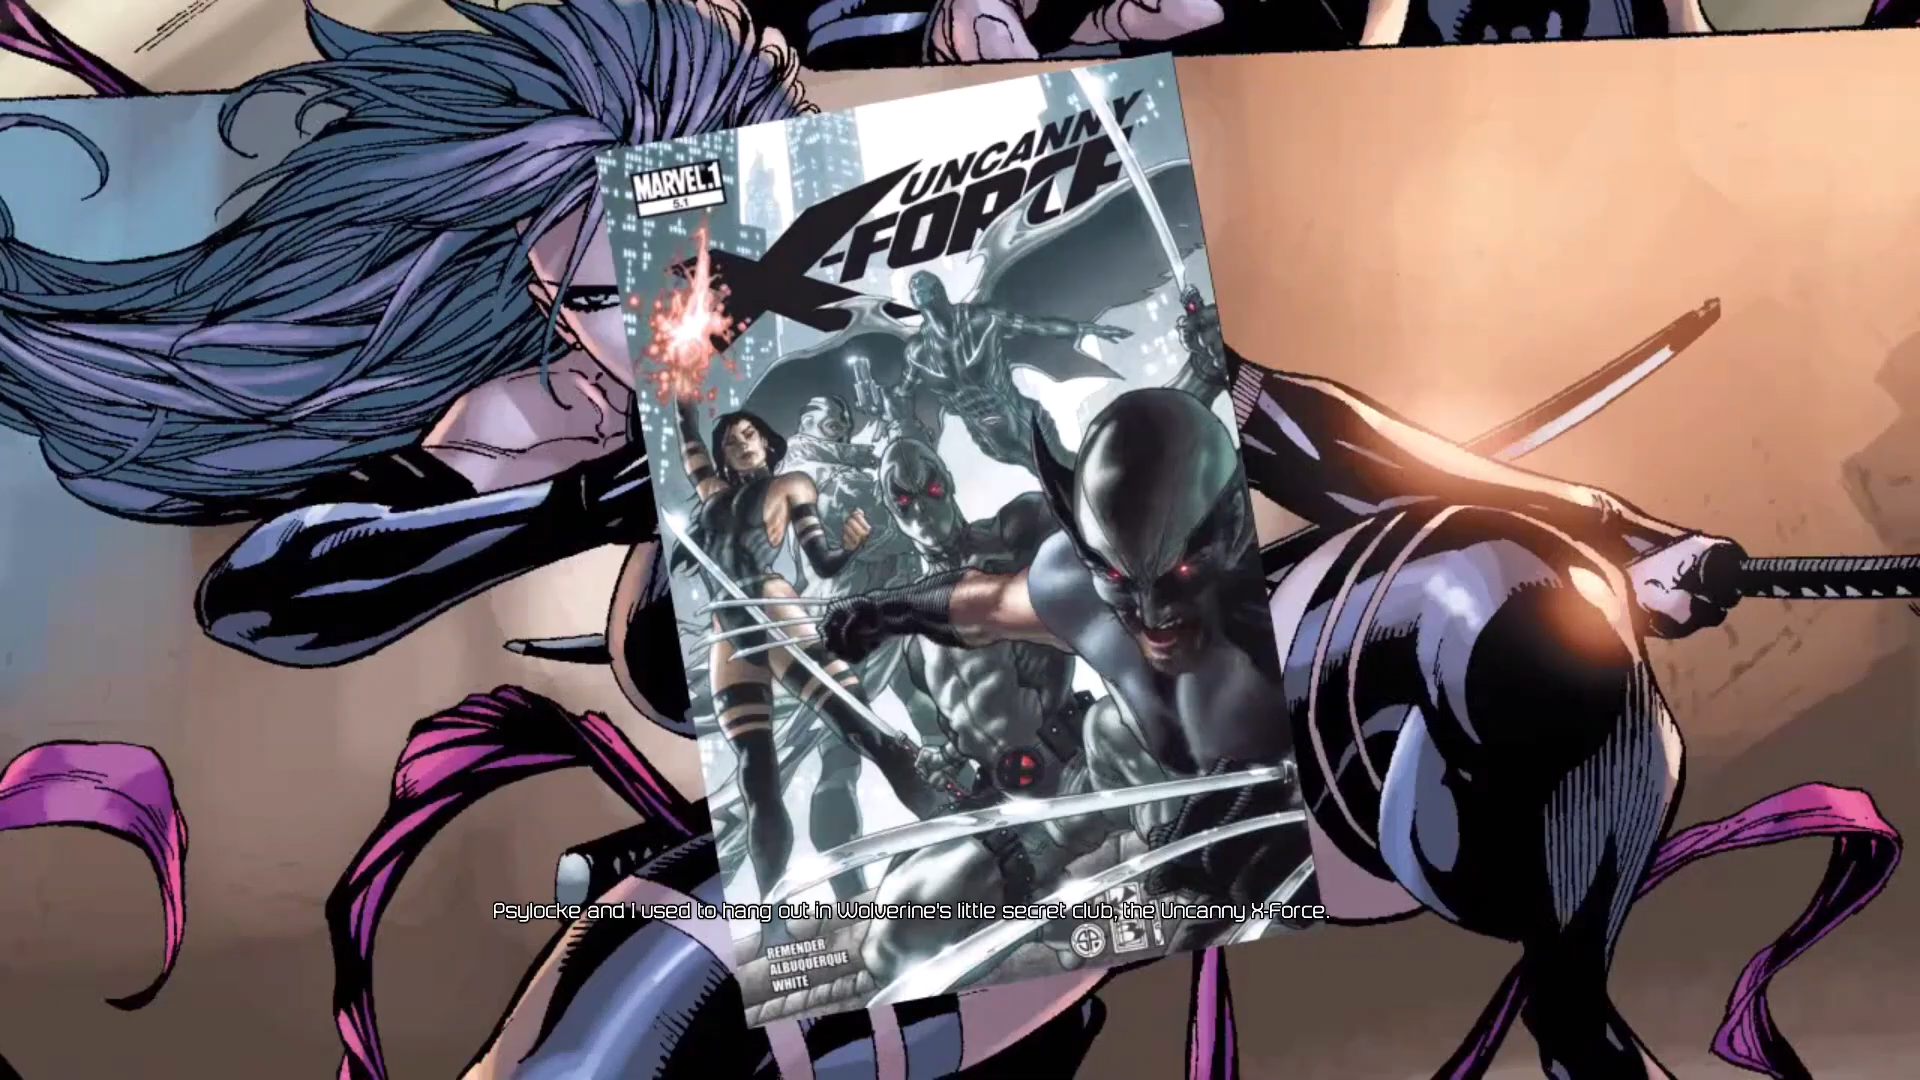 UNCANNY
X-FORCE
MARVEL.1
5.1
Psylocke and I used to hang out in Wolverine's little secret club, the Uncanny X-Force.
REMENDER
ALBUQUERQUE
WHITE